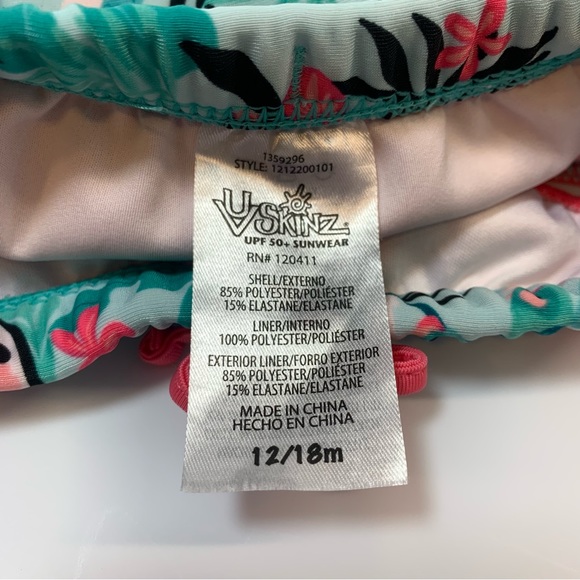 1359296
STYLE: 1212200101
UV SKINZ
UPF 50+ SUNWEAR
RN# 120411
SHELL/EXTERNO
85% POLYESTER/POLIÉSTER
15% ELASTANE/ELASTANE
LINER/INTERNO
100% POLYESTER/POLIÉSTER
EXTERIOR LINER/FORRO EXTERIOR
85% POLYESTER/POLIÉSTER
15% ELASTANE/ELASTANE
MADE IN CHINA
HECHO EN CHINA
12/18m